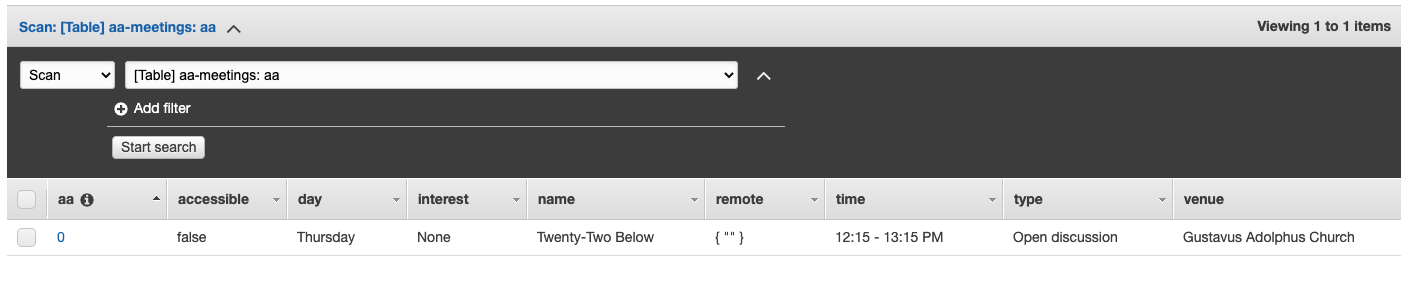 Scan: [Table] aa-meetings: aa Viewing 1 to 1 items
Scan [Table] aa-meetings: aa
Add filter
Start search
aa accessible day interest name remote time type venue
0 false Thursday None Twenty-Two Below { "" } 12:15 - 13:15 PM Open discussion Gustavus Adolphus Church